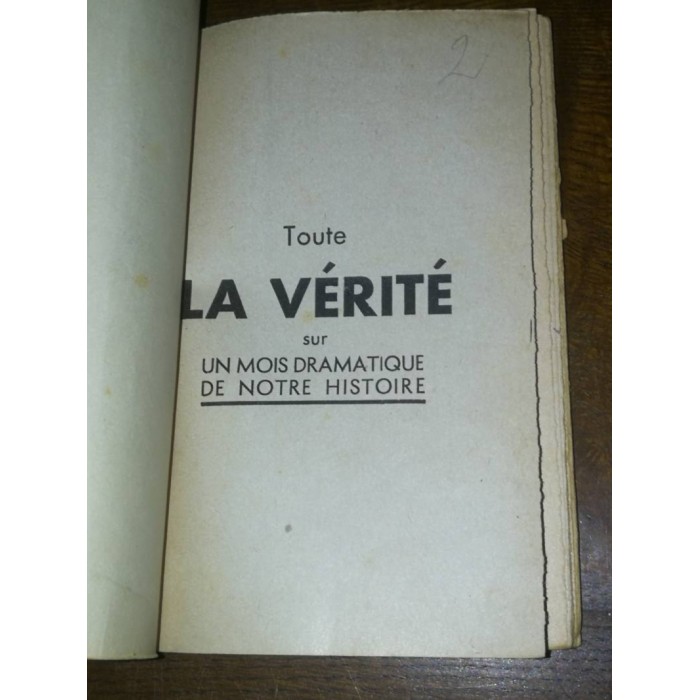 2
Toute
LA VÉRITÉ
sur
UN MOIS DRAMATIQUE
DE NOTRE HISTOIRE